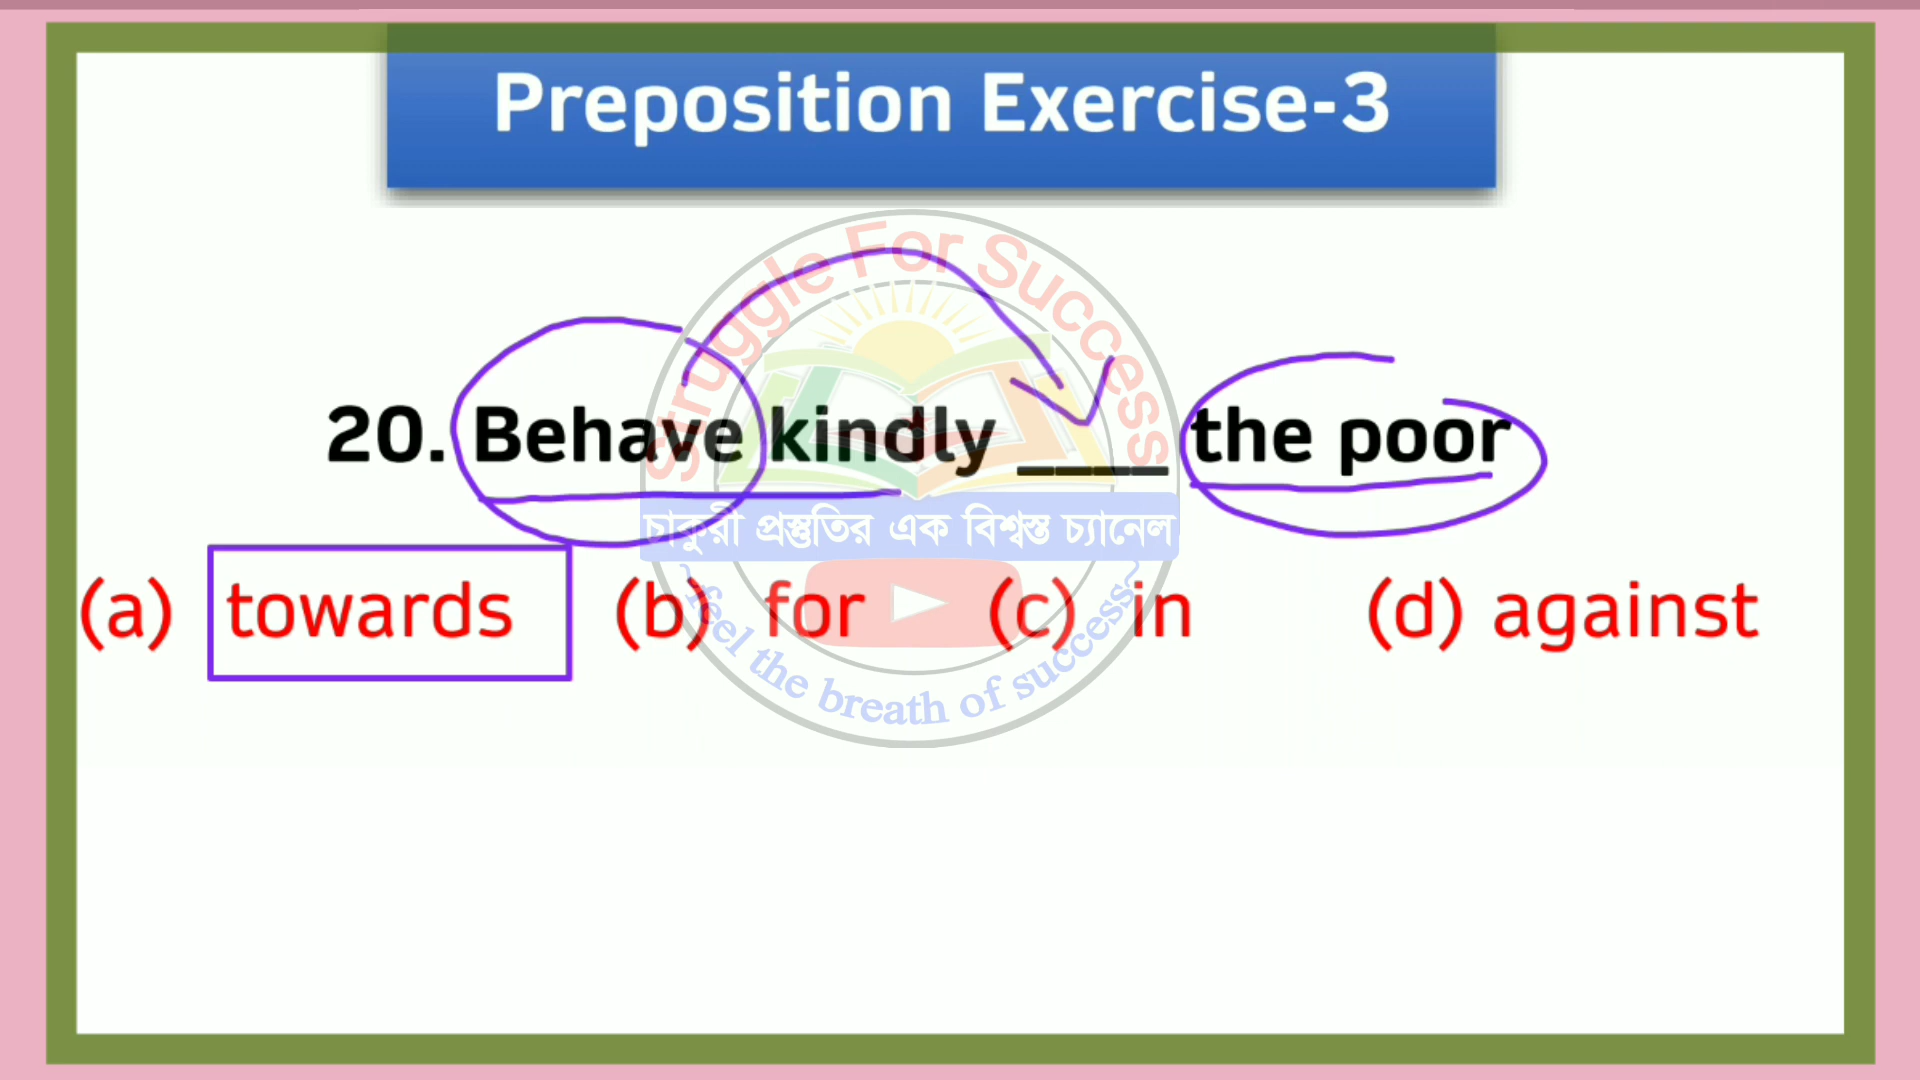 Preposition Exercise-3
Struggle For Success
20. Behave kindly ____ the poor
চাকুরী প্রস্তুতির এক বিশ্বস্ত চ্যানেল
(a) towards (b) for (c) in (d) against
~feel the breath of success~